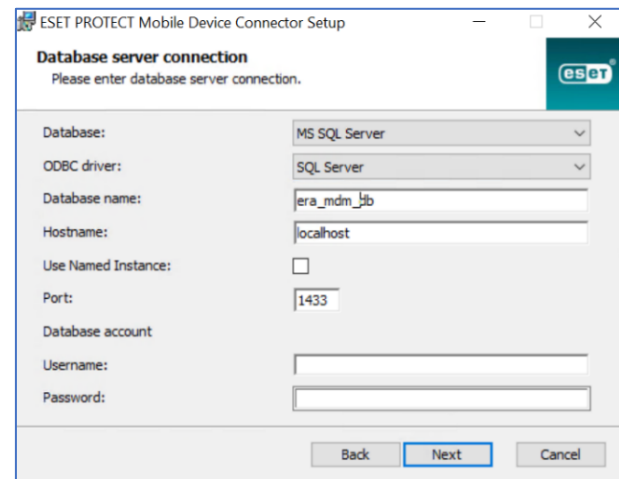 ESET PROTECT Mobile Device Connector Setup
Database server connection
Please enter database server connection.
eset
Database: MS SQL Server
ODBC driver: SQL Server
Database name: era_mdm_db
Hostname: localhost
Use Named Instance:
Port: 1433
Database account
Username:
Password:
Back Next Cancel